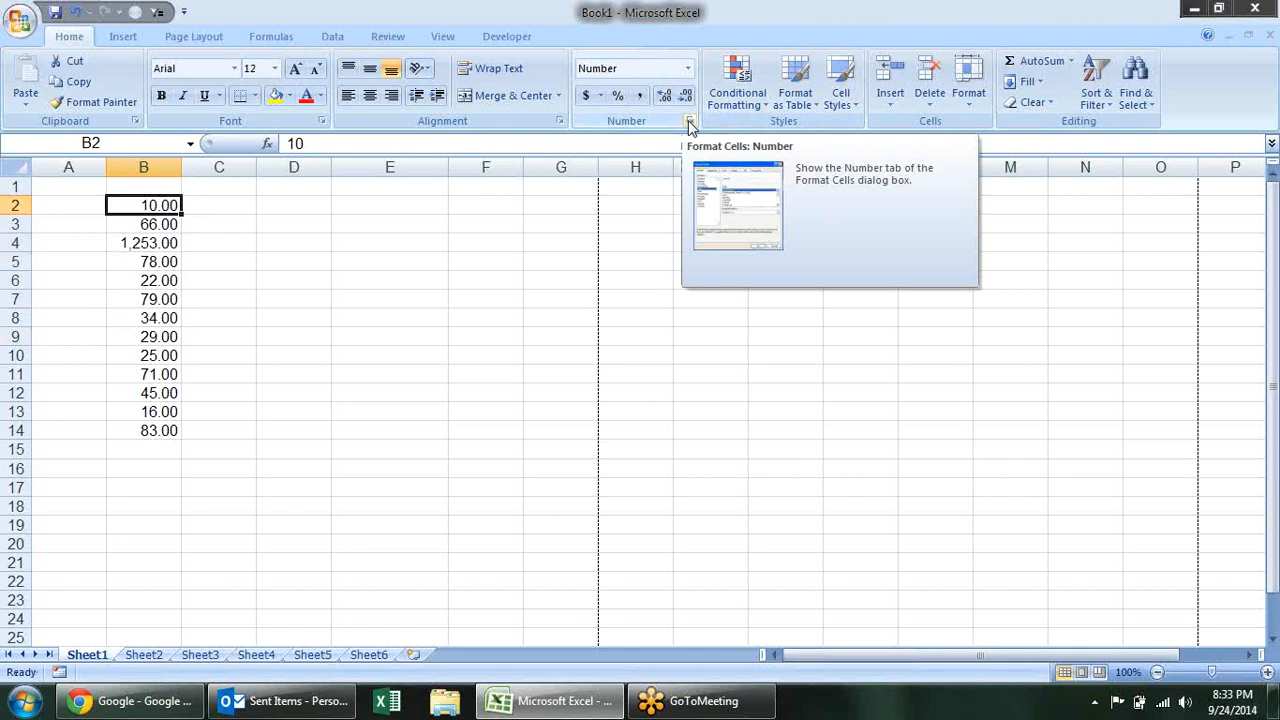 Book1 - Microsoft Excel
Home Insert Page Layout Formulas Data Review View Developer
Cut
Copy
Format Painter
Paste
Clipboard
Arial 12
Font
Wrap Text
Merge & Center
Alignment
Number
$ % ,
Number
Conditional Formatting
Format as Table
Cell Styles
Styles
Insert Delete Format
Cells
Σ AutoSum
Fill
Clear
Sort & Filter
Find & Select
Editing
B2 fx 10
Format Cells: Number
Show the Number tab of the
Format Cells dialog box.
A B C D E F G H M N O P
2 10.00
3 66.00
4 1,253.00
5 78.00
6 22.00
7 79.00
8 34.00
9 29.00
10 25.00
11 71.00
12 45.00
13 16.00
14 83.00
15
16
17
18
19
20
21
22
23
24
25
Sheet1 Sheet2 Sheet3 Sheet4 Sheet5 Sheet6
Ready 100%
Google - Google ... Sent Items - Perso... Microsoft Excel - ... GoToMeeting
8:33 PM
9/24/2014